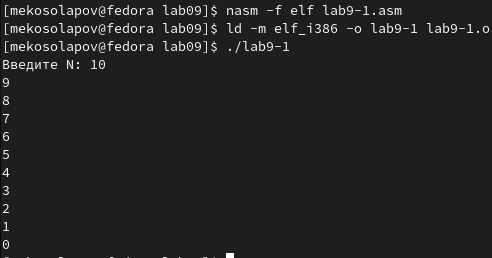 [mekosolapov@fedora lab09]$ nasm -f elf lab9-1.asm
[mekosolapov@fedora lab09]$ ld -m elf_i386 -o lab9-1 lab9-1.o
[mekosolapov@fedora lab09]$ ./lab9-1
Введите N: 10
9
8
7
6
5
4
3
2
1
0